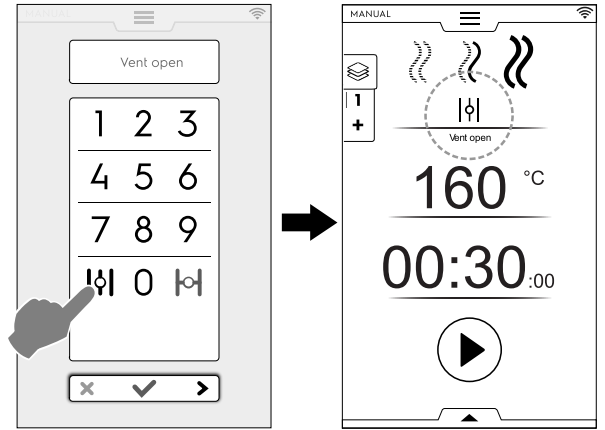 MANUAL
Vent open
1 2 3
4 5 6
7 8 9
0
MANUAL
1
+
Vent open
160 °C
00:30:00